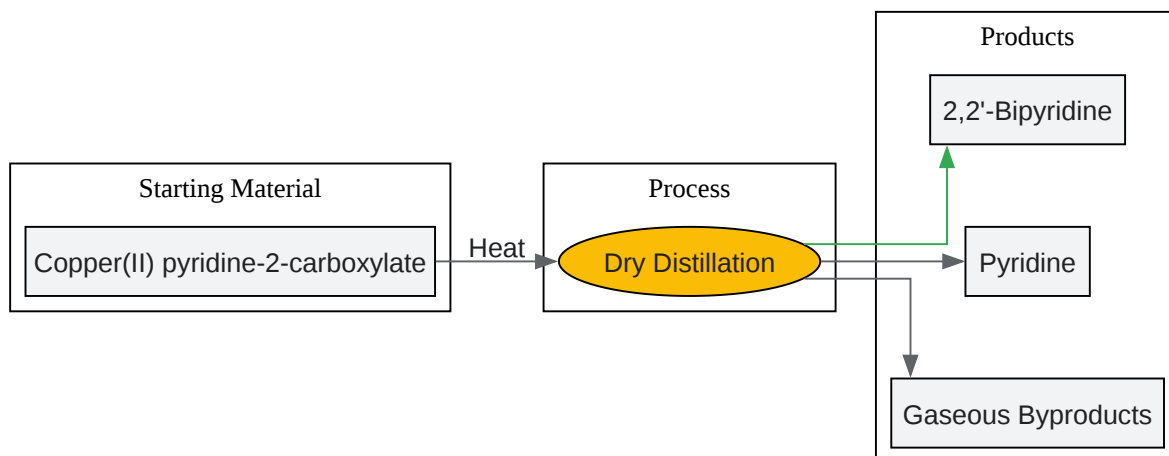 Products
2,2'-Bipyridine
Starting Material
Process
Copper(II) pyridine-2-carboxylate
Heat
Dry Distillation
Pyridine
Gaseous Byproducts